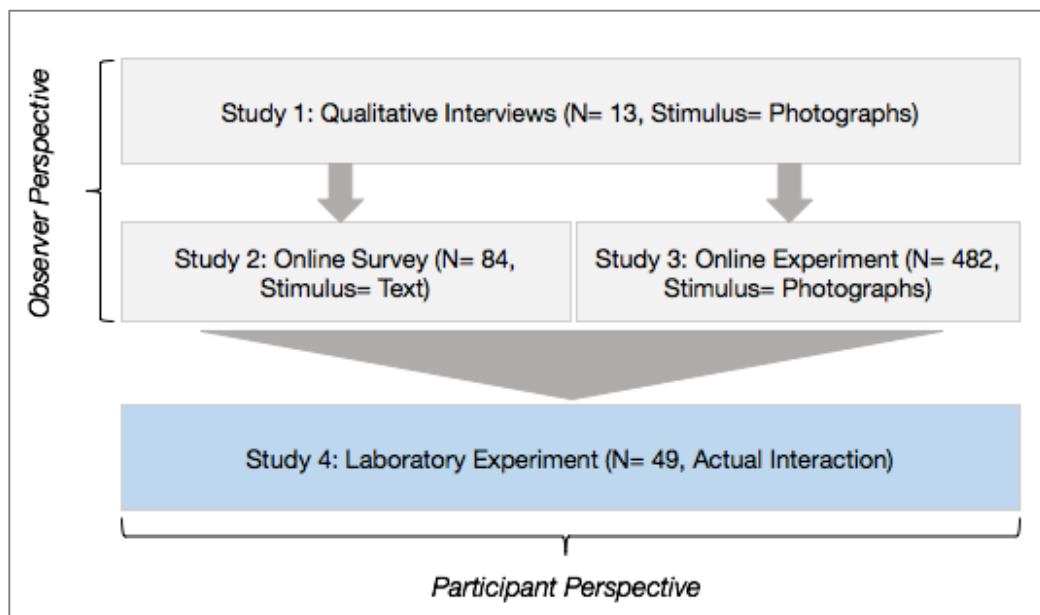 Observer Perspective
Study 1: Qualitative Interviews (N= 13, Stimulus= Photographs)
Study 2: Online Survey (N= 84,
Stimulus= Text)
Study 3: Online Experiment (N= 482,
Stimulus= Photographs)
Study 4: Laboratory Experiment (N= 49, Actual Interaction)
Participant Perspective